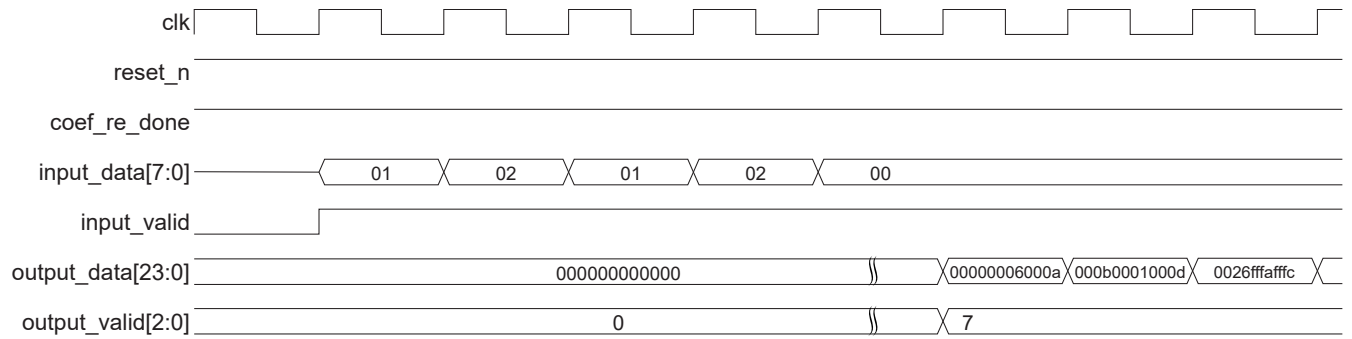 clk
reset_n
coef_re_done
input_data[7:0] 01 02 01 02 00
input_valid
output_data[23:0] 000000000000 00000006000a 000b0001000d 0026fffafffc
output_valid[2:0] 0 7